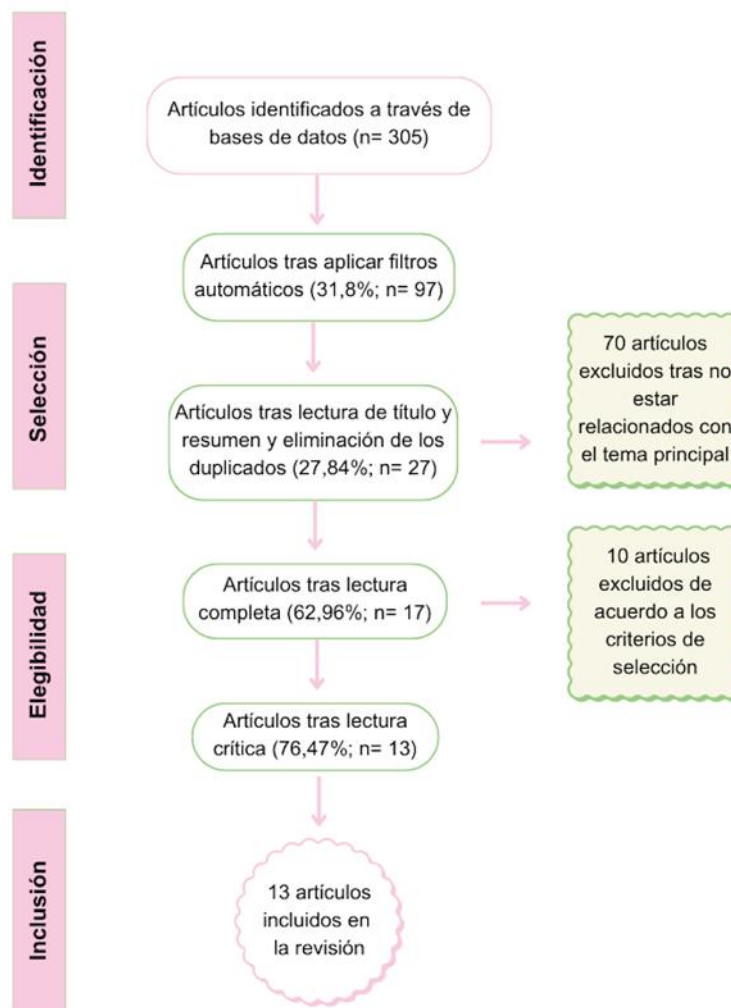 Identificación
Artículos identificados a través de
bases de datos (n= 305)
Selección
Artículos tras aplicar filtros
automáticos (31,8%; n= 97)
Artículos tras lectura de título y
resumen y eliminación de los
duplicados (27,84%; n= 27)
70 artículos
excluidos tras no
estar
relacionados con
el tema principal
Elegibilidad
Artículos tras lectura
completa (62,96%; n= 17)
10 artículos
excluidos de
acuerdo a los
criterios de
selección
Artículos tras lectura
crítica (76,47%; n= 13)
Inclusión
13 artículos
incluidos en
la revisión